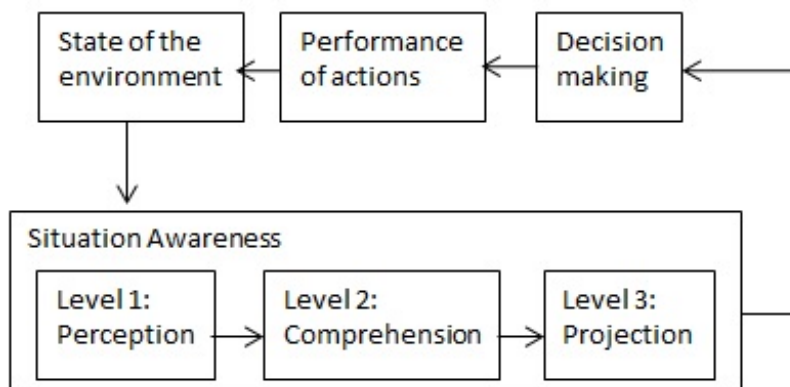 State of the
environment
Performance
of actions
Decision
making
Situation Awareness
Level 1:
Perception
Level 2:
Comprehension
Level 3:
Projection